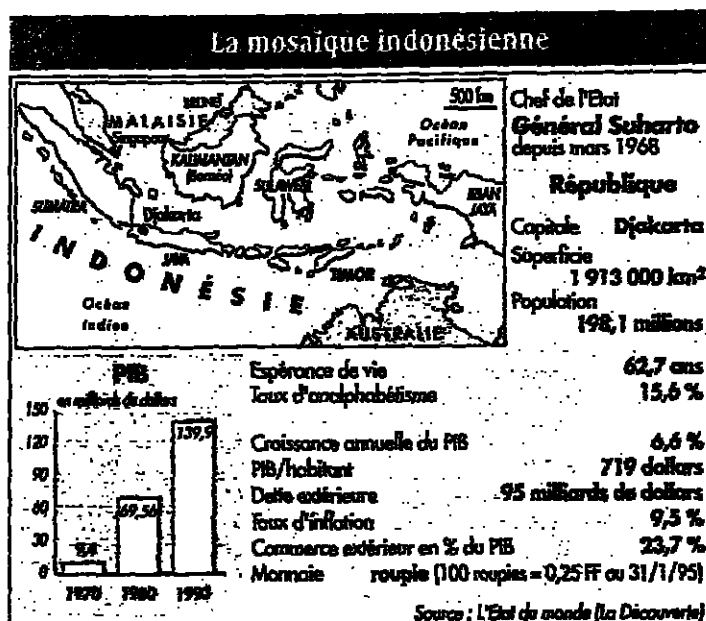 La mosaïque indonésienne
BRUNEÏ
500 km
MALAISIE
Singapour
Océan
Pacifique
KALIMANTAN
(Bornéo)
SULAWESI
IRIAN
JAYA
SUMATRA
Djakarta
JAVA
INDONÉSIE
TIMOR
Océan
Indien
AUSTRALIE
Chef de l'Etat
Général Suharto
depuis mars 1968
République
Capitale Djakarta
Superficie
1 913 000 km²
Population
198,1 millions
PIB
en milliards de dollars
150
120
90
60
30
0
9,4
69,56
139,9
1970
1980
1993
Espérance de vie 62,7 ans
Taux d'analphabétisme 15,6 %
Croissance annuelle du PIB 6,6 %
PIB/habitant 719 dollars
Dette extérieure 95 milliards de dollars
Taux d'inflation 9,5 %
Commerce extérieur en % du PIB 23,7 %
Monnaie roupie (100 roupies = 0,25 FF au 31/1/95)
Source : L'Etat du monde (La Découverte)